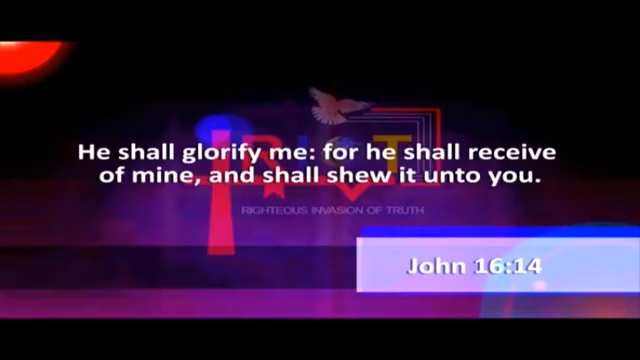 He shall glorify me: for he shall receive
of mine, and shall shew it unto you.
RIOT
RIGHTEOUS INVASION OF TRUTH
John 16:14